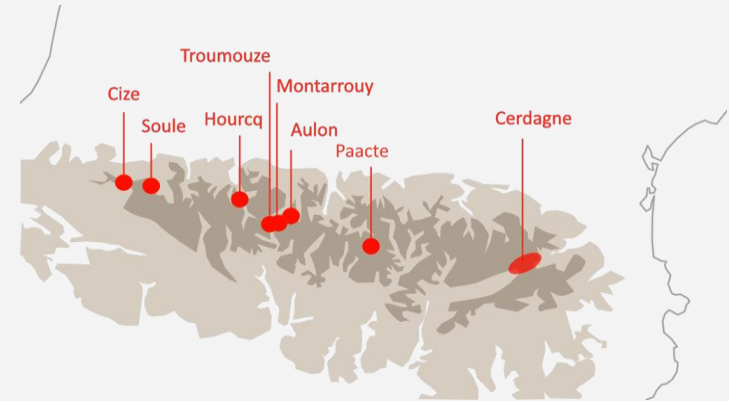 Troumouze
Montarrouy
Cize
Soule
Hourcq
Aulon
Paacte
Cerdagne